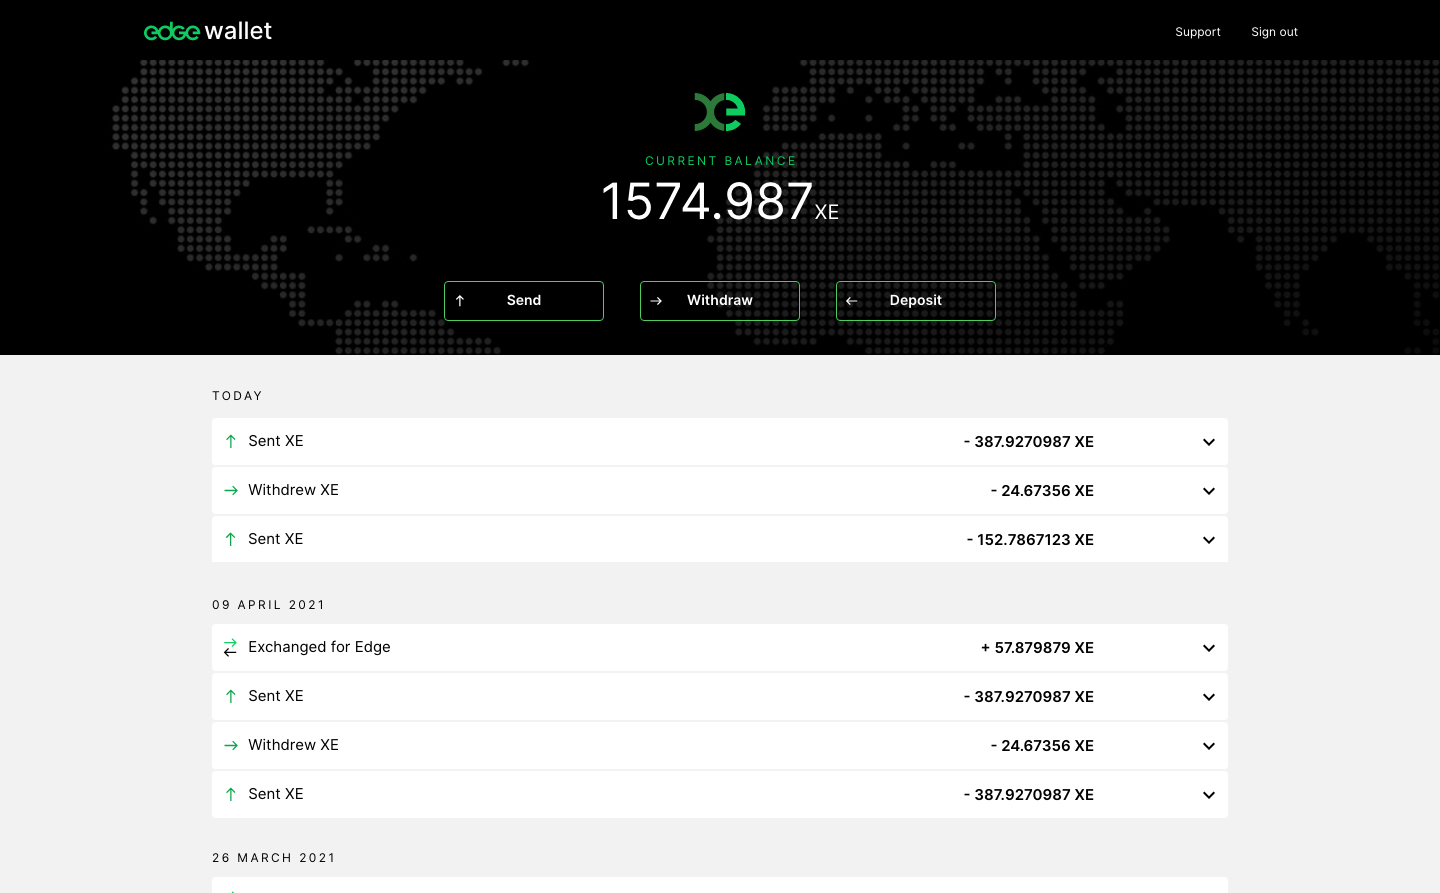 edge wallet
Support
Sign out
xe
CURRENT BALANCE
1574.987 XE
Send
Withdraw
Deposit
TODAY
Sent XE - 387.9270987 XE
Withdrew XE - 24.67356 XE
Sent XE - 152.7867123 XE
09 APRIL 2021
Exchanged for Edge + 57.879879 XE
Sent XE - 387.9270987 XE
Withdrew XE - 24.67356 XE
Sent XE - 387.9270987 XE
26 MARCH 2021